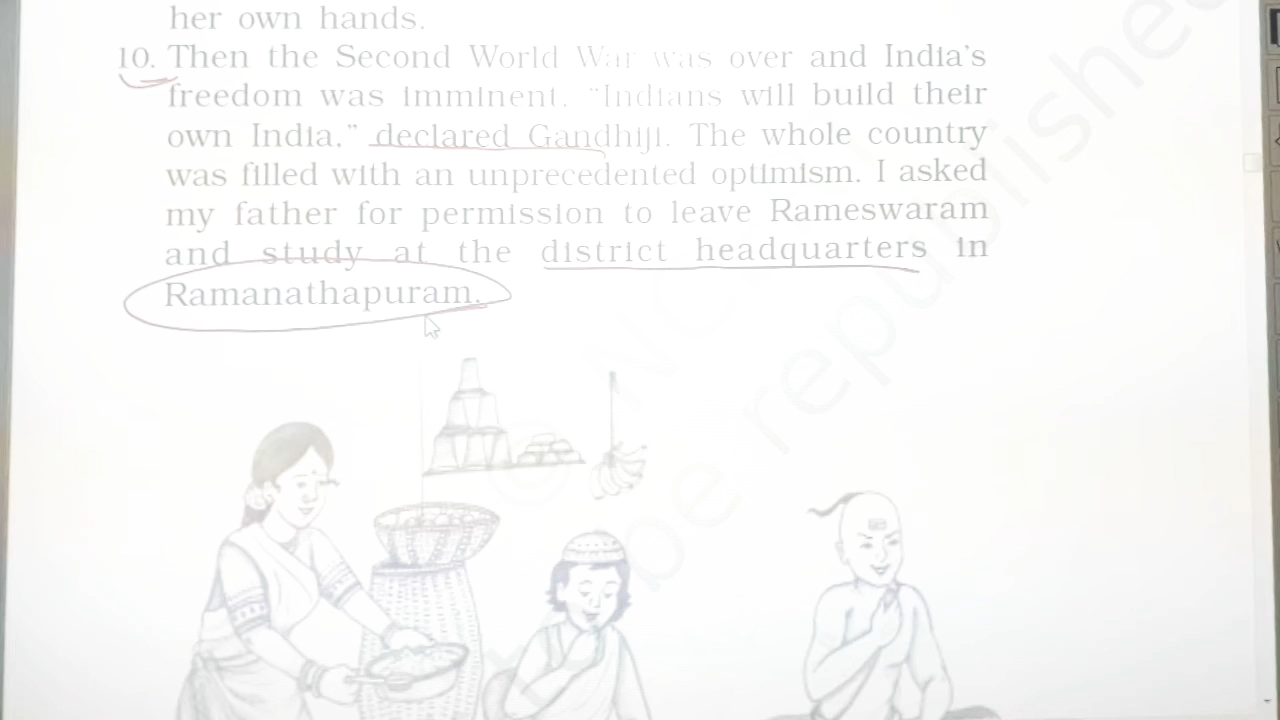 her own hands.
10. Then the Second World War was over and India's
freedom was imminent. "Indians will build their
own India," declared Gandhiji. The whole country
was filled with an unprecedented optimism. I asked
my father for permission to leave Rameswaram
and study at the district headquarters in
Ramanathapuram.
be republished